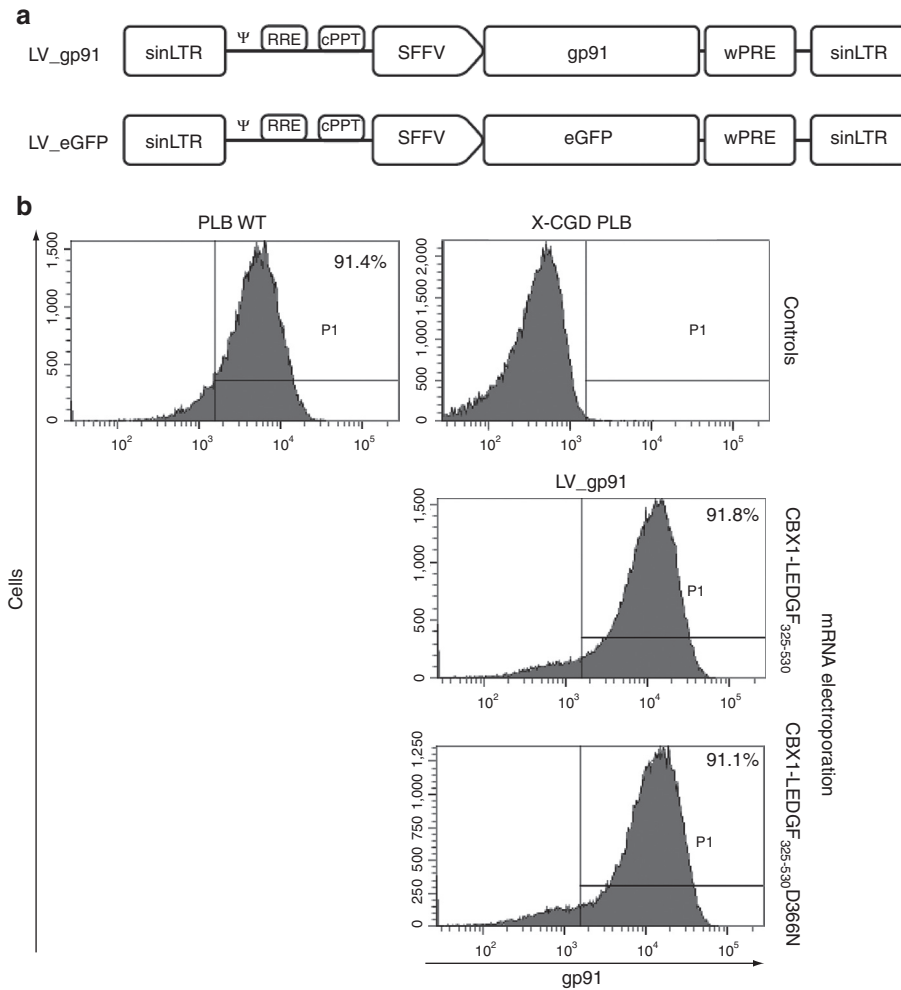 a
LV_gp91 sinLTR Ψ RRE cPPT SFFV gp91 wPRE sinLTR
LV_eGFP sinLTR Ψ RRE cPPT SFFV eGFP wPRE sinLTR
b
PLB WT
1,500
1,000
500
0
91.4%
P1
10² 10³ 10⁴ 10⁵
X-CGD PLB
2,000
1,500
1,000
500
0
P1
10² 10³ 10⁴ 10⁵
Controls
LV_gp91
1,500
1,000
500
0
91.8%
P1
10² 10³ 10⁴ 10⁵
CBX1-LEDGF325-530
1,250
1,000
750
500
250
0
91.1%
P1
10² 10³ 10⁴ 10⁵
CBX1-LEDGF325-530D366N
mRNA electroporation
Cells
gp91